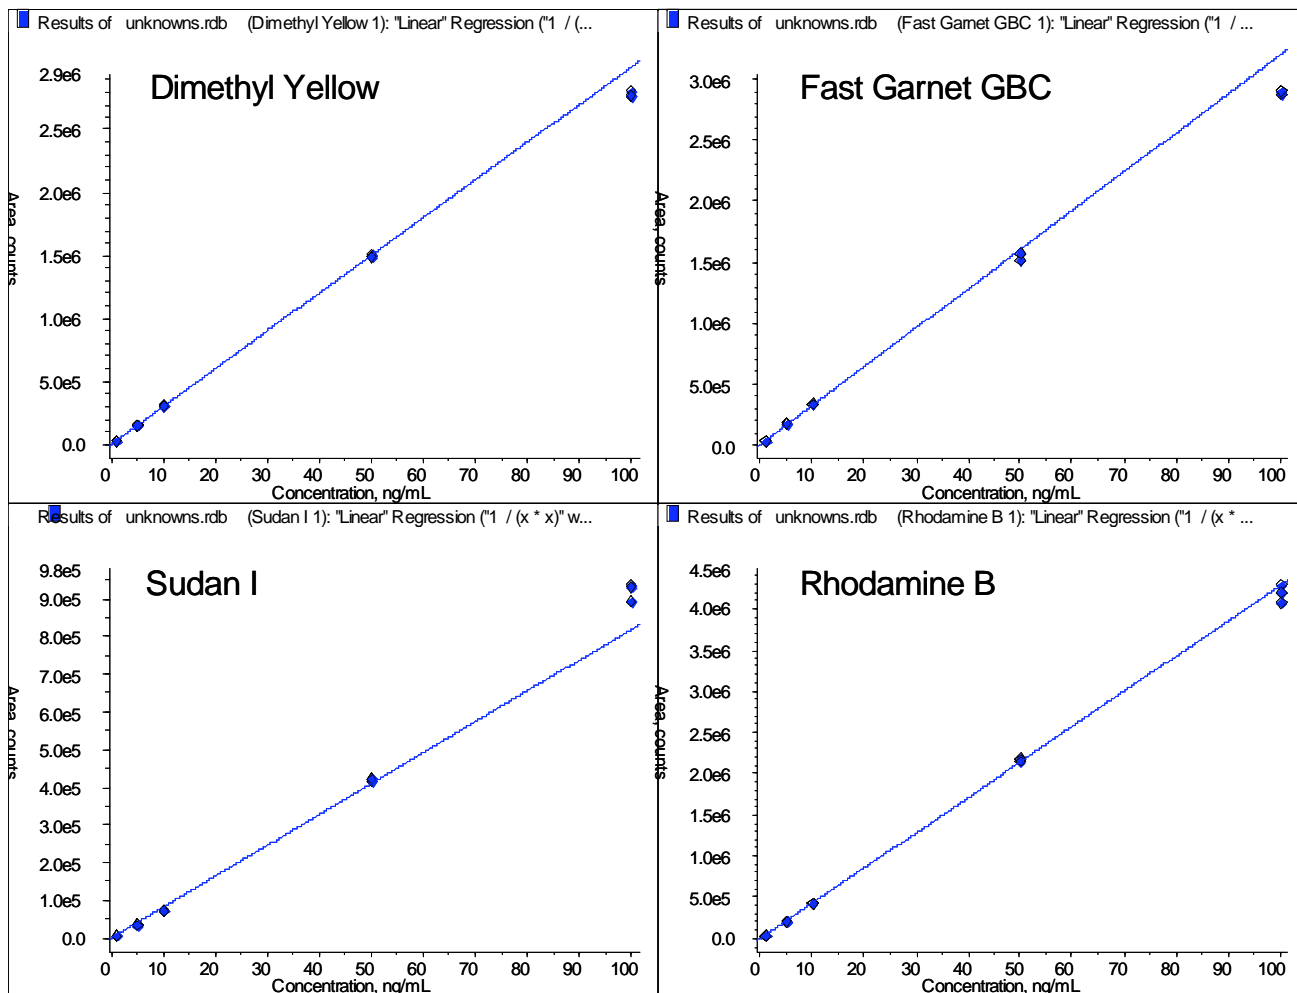 Results of unknowns.rdb (Dimethyl Yellow 1): "Linear" Regression ("1 / (...
Dimethyl Yellow
2.9e6
2.5e6
2.0e6
1.5e6
1.0e6
5.0e5
0.0
Area, counts
0 10 20 30 40 50 60 70 80 90 100
Concentration, ng/mL
Results of unknowns.rdb (Fast Garnet GBC 1): "Linear" Regression ("1 / ...
Fast Garnet GBC
3.0e6
2.5e6
2.0e6
1.5e6
1.0e6
5.0e5
0.0
Area, counts
0 10 20 30 40 50 60 70 80 90 100
Concentration, ng/mL
Results of unknowns.rdb (Sudan I 1): "Linear" Regression ("1 / (x * x)" w...
Sudan I
9.8e5
9.0e5
8.0e5
7.0e5
6.0e5
5.0e5
4.0e5
3.0e5
2.0e5
1.0e5
0.0
Area, counts
0 10 20 30 40 50 60 70 80 90 100
Concentration, ng/mL
Results of unknowns.rdb (Rhodamine B 1): "Linear" Regression ("1 / (x * ...
Rhodamine B
4.5e6
4.0e6
3.5e6
3.0e6
2.5e6
2.0e6
1.5e6
1.0e6
5.0e5
0.0
Area, counts
0 10 20 30 40 50 60 70 80 90 100
Concentration, ng/mL